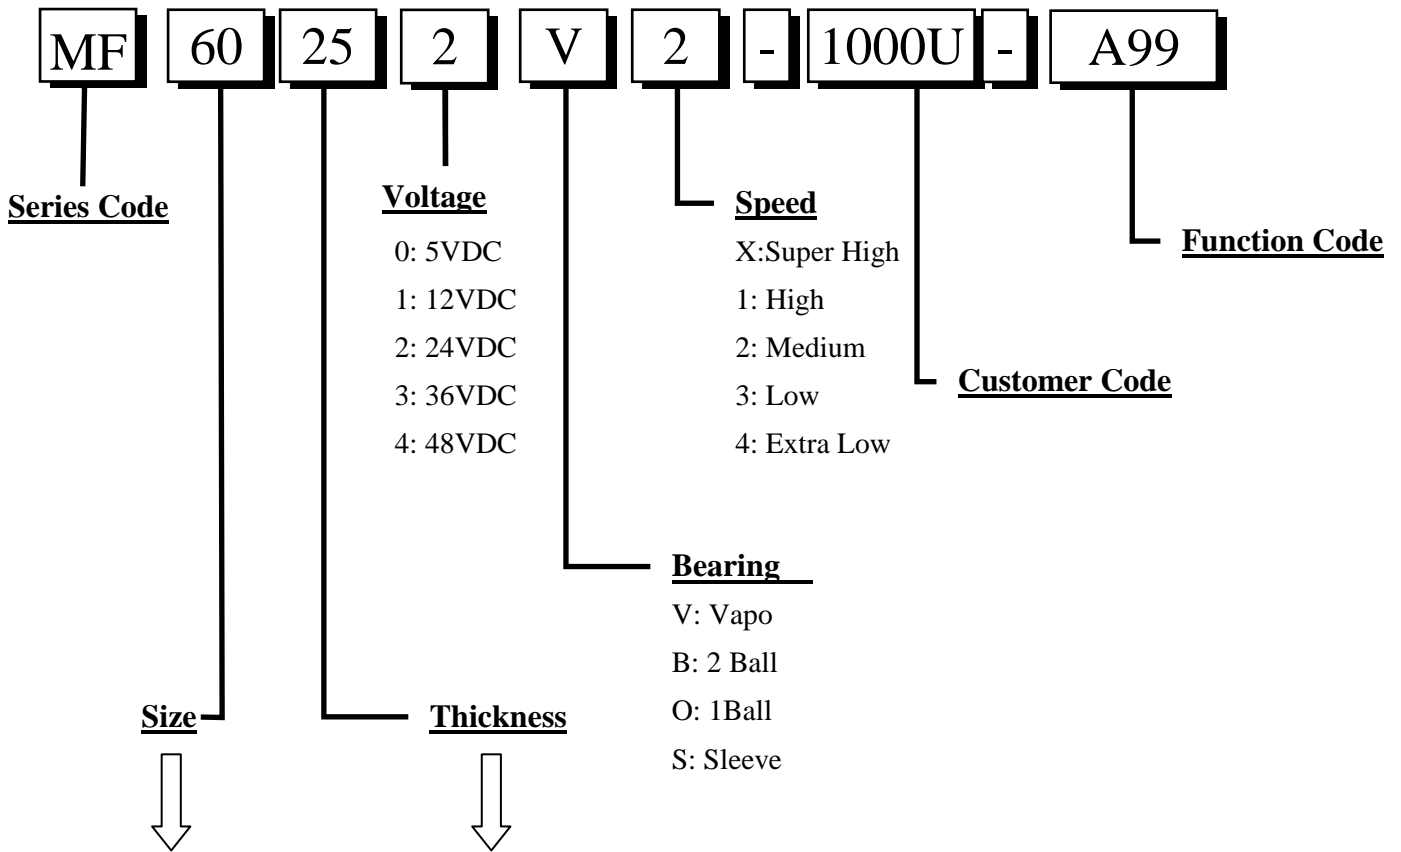 MF 60 25 2 V 2 - 1000U - A99
Series Code
Voltage
0: 5VDC
1: 12VDC
2: 24VDC
3: 36VDC
4: 48VDC
Speed
X:Super High
1: High
2: Medium
3: Low
4: Extra Low
Function Code
Customer Code
Bearing
V: Vapo
B: 2 Ball
O: 1Ball
S: Sleeve
Size
Thickness